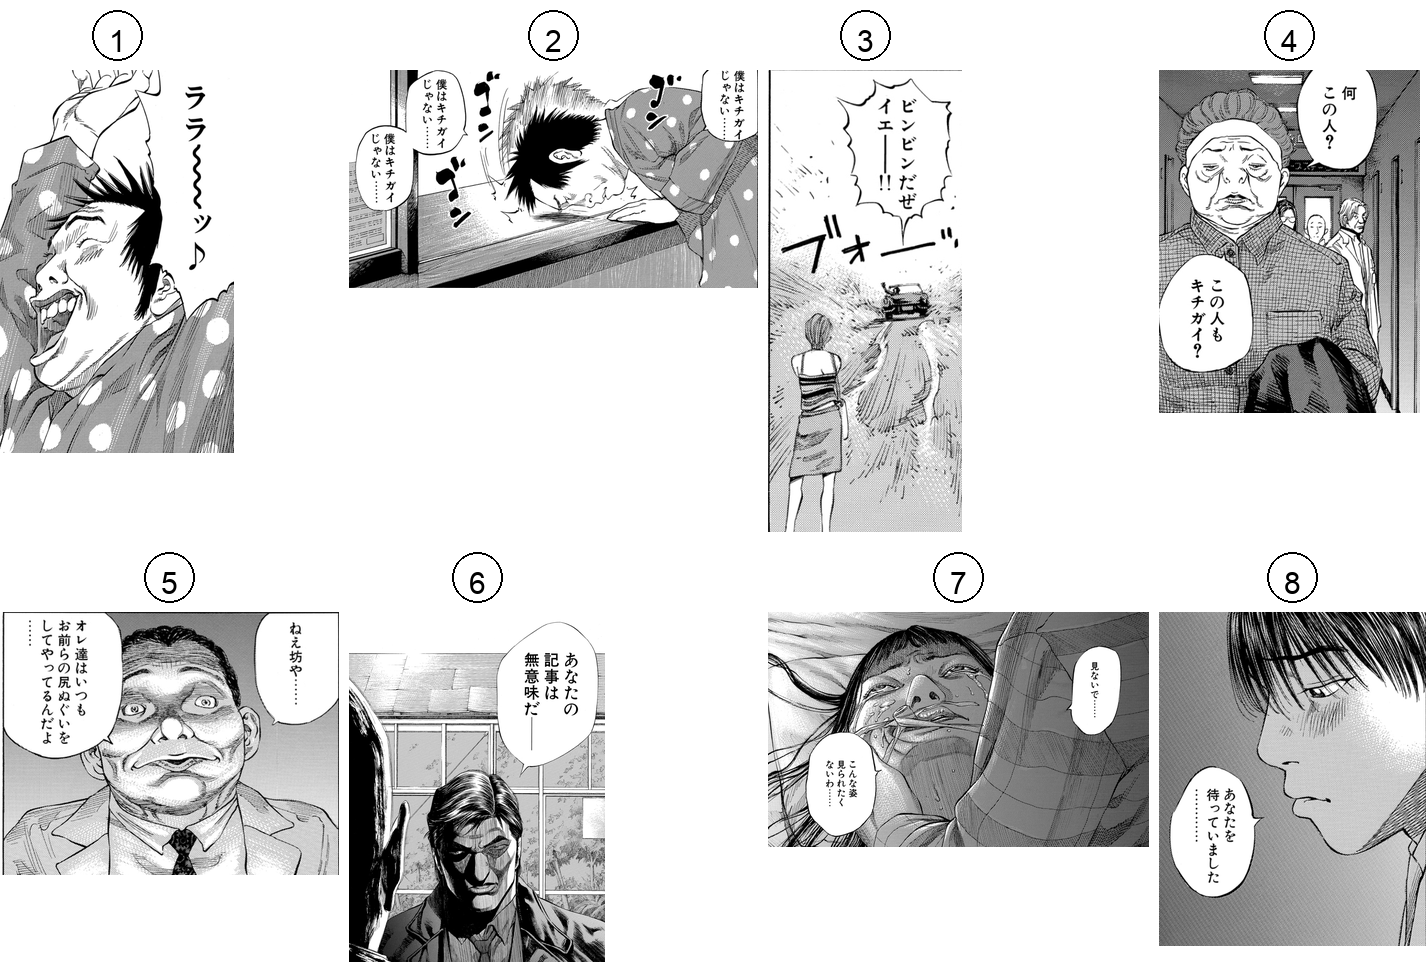 1
ララ〜〜〜ッ♪
2
僕はキチガイ
じゃない……
ゴン
ゴン
ゴン
僕はキチガイ
じゃない……
僕はキチガイ
じゃない……
3
ビンビンだぜ
イェ━━!!
ブォーーッ
4
何
この人?
この人も
キチガイ?
5
ねえ坊や……
オレ達はいつも
お前らの尻ぬぐいを
してやってるんだよ
……
6
あなたの
記事は
無意味だ━━
7
見ないで……
こんな姿
見られたく
ないわ……
8
あなたを
待っていました
…………